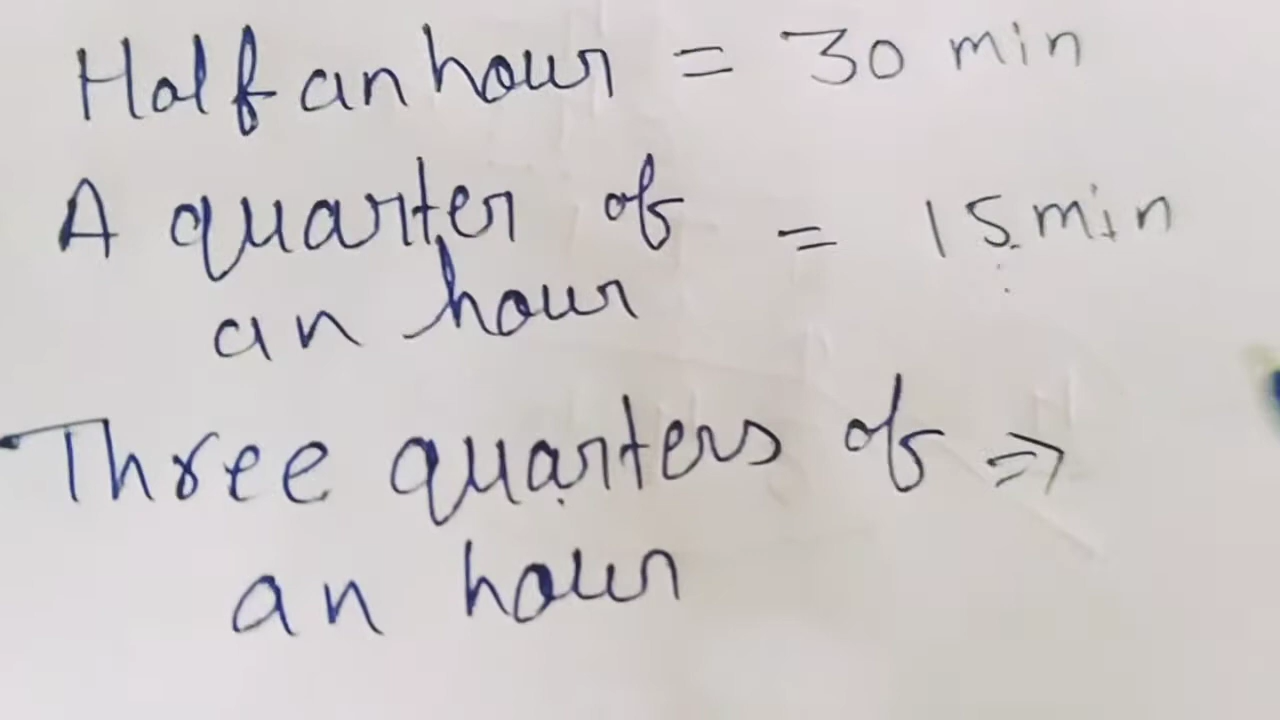 Half an hour = 30 min
A quarter of = 15 min
an hour
Three quarters of ⇒
an hour